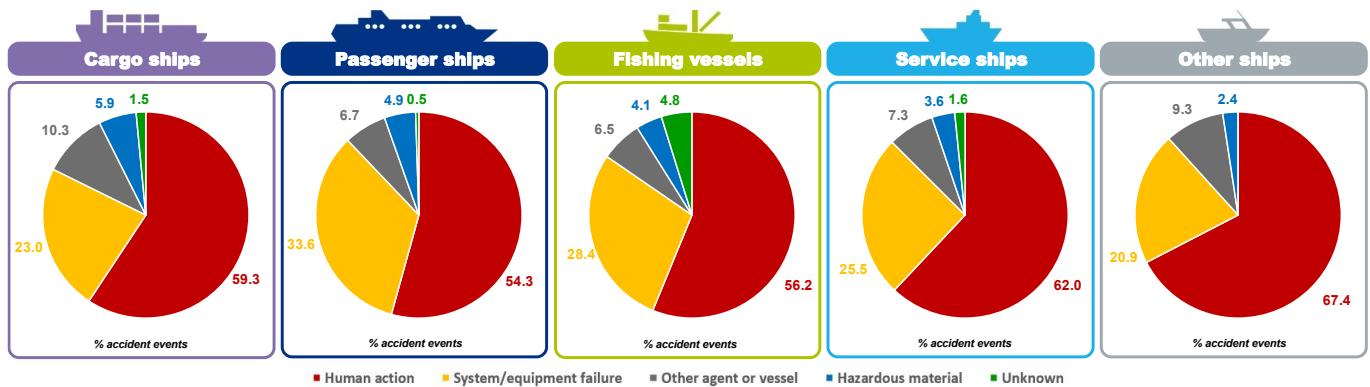 Cargo ships
Passenger ships
Fishing vessels
Service ships
Other ships
1.5
5.9
10.3
23.0
59.3
% accident events
0.5
4.9
6.7
33.6
54.3
% accident events
4.8
4.1
6.5
28.4
56.2
% accident events
1.6
3.6
7.3
25.5
62.0
% accident events
2.4
9.3
20.9
67.4
% accident events
Human action
System/equipment failure
Other agent or vessel
Hazardous material
Unknown